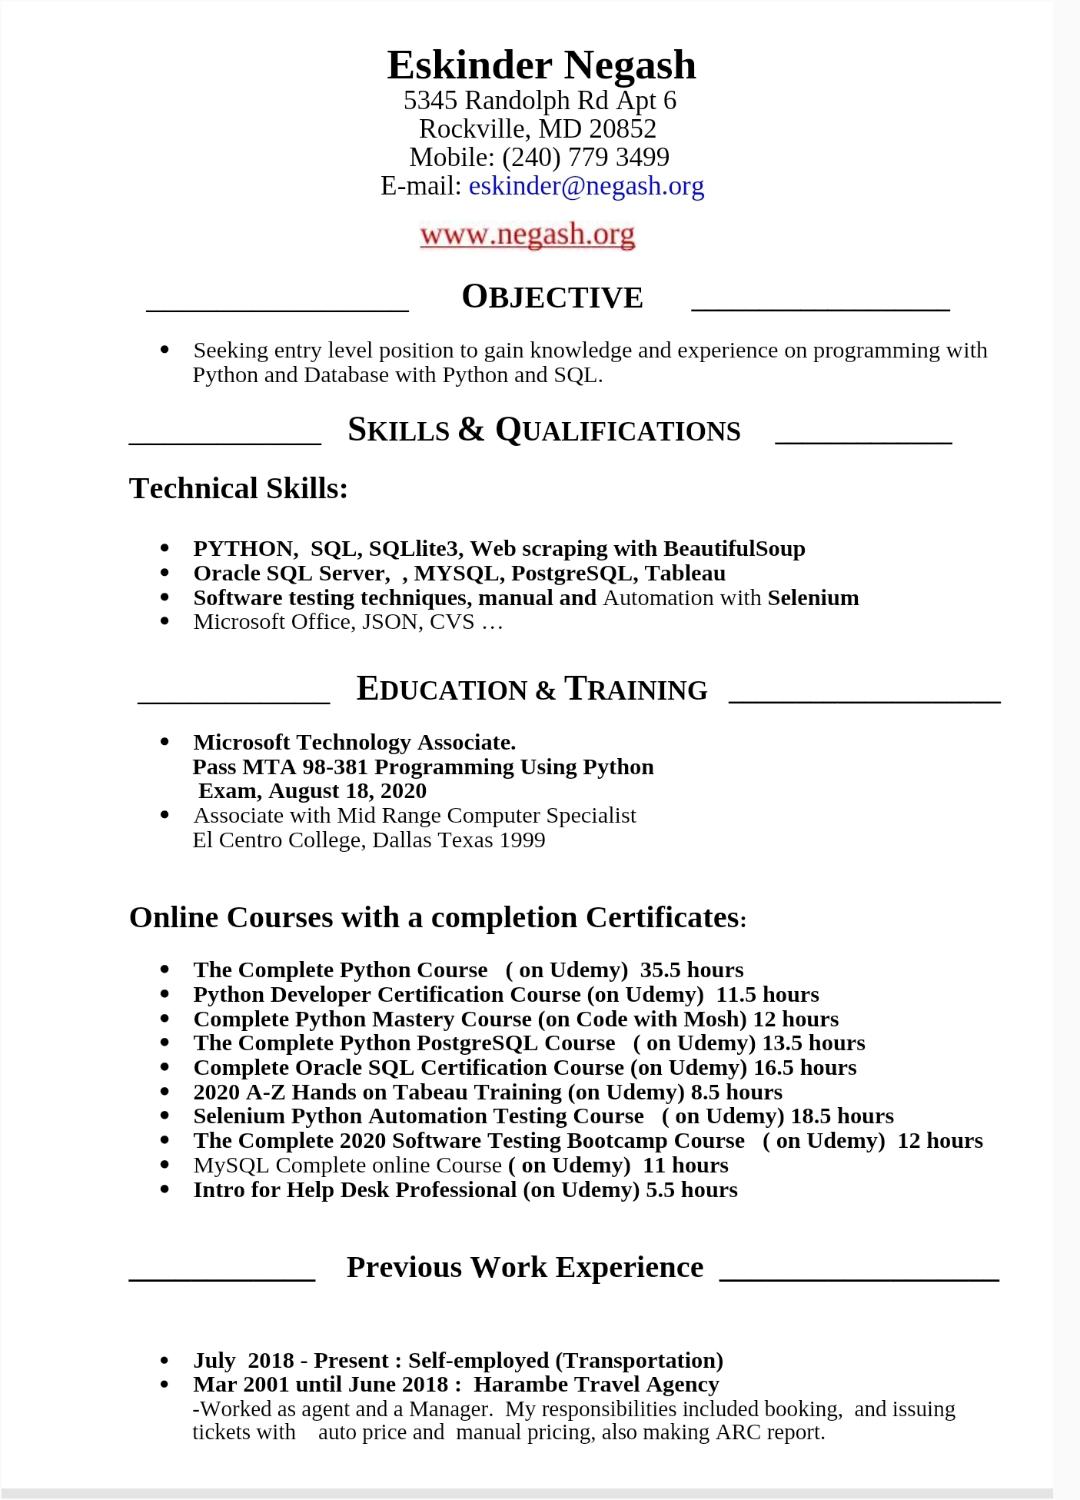 Eskinder Negash
5345 Randolph Rd Apt 6
Rockville, MD 20852
Mobile: (240) 779 3499
E-mail: eskinder@negash.org
www.negash.org
OBJECTIVE
• Seeking entry level position to gain knowledge and experience on programming with
Python and Database with Python and SQL.
SKILLS & QUALIFICATIONS
Technical Skills:
• PYTHON,  SQL, SQLlite3, Web scraping with BeautifulSoup
• Oracle SQL Server,  , MYSQL, PostgreSQL, Tableau
• Software testing techniques, manual and Automation with Selenium
• Microsoft Office, JSON, CVS …
EDUCATION & TRAINING
• Microsoft Technology Associate.
Pass MTA 98-381 Programming Using Python
Exam, August 18, 2020
• Associate with Mid Range Computer Specialist
El Centro College, Dallas Texas 1999
Online Courses with a completion Certificates:
• The Complete Python Course   ( on Udemy)  35.5 hours
• Python Developer Certification Course (on Udemy)  11.5 hours
• Complete Python Mastery Course (on Code with Mosh) 12 hours
• The Complete Python PostgreSQL Course   ( on Udemy) 13.5 hours
• Complete Oracle SQL Certification Course (on Udemy) 16.5 hours
• 2020 A-Z Hands on Tabeau Training (on Udemy) 8.5 hours
• Selenium Python Automation Testing Course   ( on Udemy) 18.5 hours
• The Complete 2020 Software Testing Bootcamp Course   ( on Udemy)  12 hours
• MySQL Complete online Course ( on Udemy)  11 hours
• Intro for Help Desk Professional (on Udemy) 5.5 hours
Previous Work Experience
• July  2018 - Present : Self-employed (Transportation)
• Mar 2001 until June 2018 :  Harambe Travel Agency
-Worked as agent and a Manager.  My responsibilities included booking,  and issuing
tickets with    auto price and  manual pricing, also making ARC report.